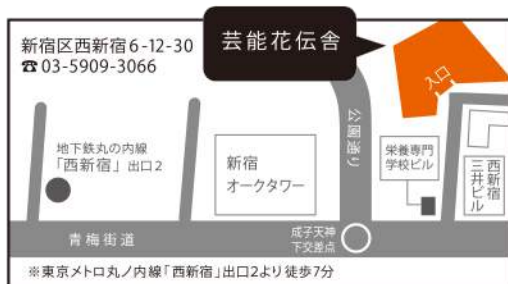 新宿区西新宿6-12-30
☎03-5909-3066
芸能花伝舎
入口
地下鉄丸の内線
「西新宿」出口2
新宿
オークタワー
公園通り
栄養専門
学校ビル
西新宿
三井ビル
青梅街道
成子天神
下交差点
※東京メトロ丸ノ内線「西新宿」出口2より徒歩7分